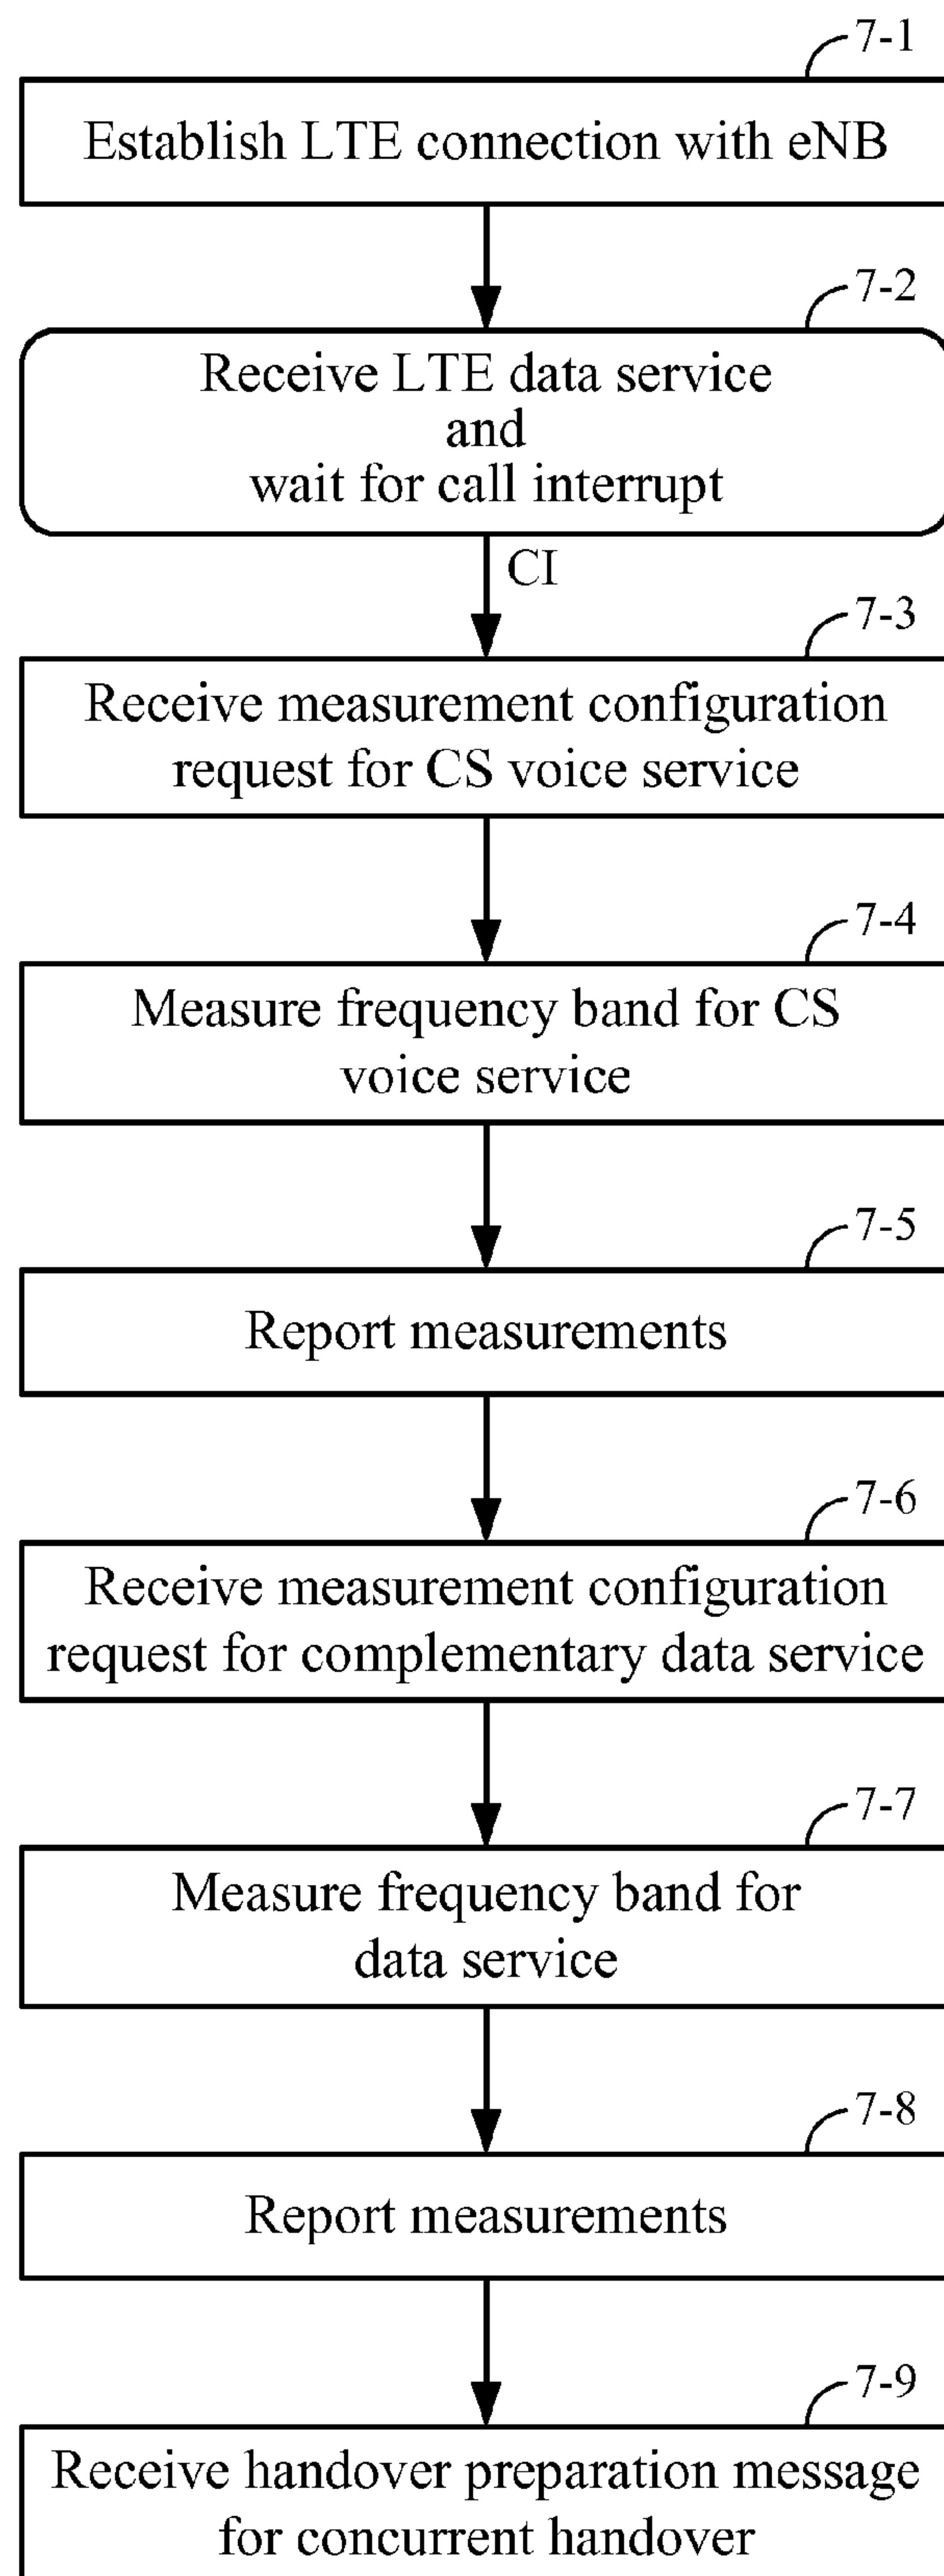 7-1
Establish LTE connection with eNB
7-2
Receive LTE data service
and
wait for call interrupt
CI
7-3
Receive measurement configuration
request for CS voice service
7-4
Measure frequency band for CS
voice service
7-5
Report measurements
7-6
Receive measurement configuration
request for complementary data service
7-7
Measure frequency band for
data service
7-8
Report measurements
7-9
Receive handover preparation message
for concurrent handover